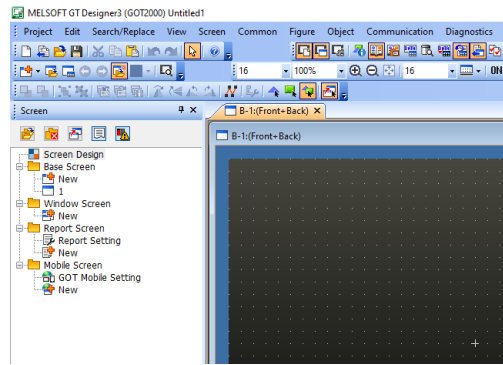 MELSOFT GT Designer3 (GOT2000) Untitled1
Project Edit Search/Replace View Screen Common Figure Object Communication Diagnostics
16 100% 16 ON
Screen
B-1:(Front+Back)
B-1:(Front+Back)
Screen Design
Base Screen
New
1
Window Screen
New
Report Screen
Report Setting
New
Mobile Screen
GOT Mobile Setting
New